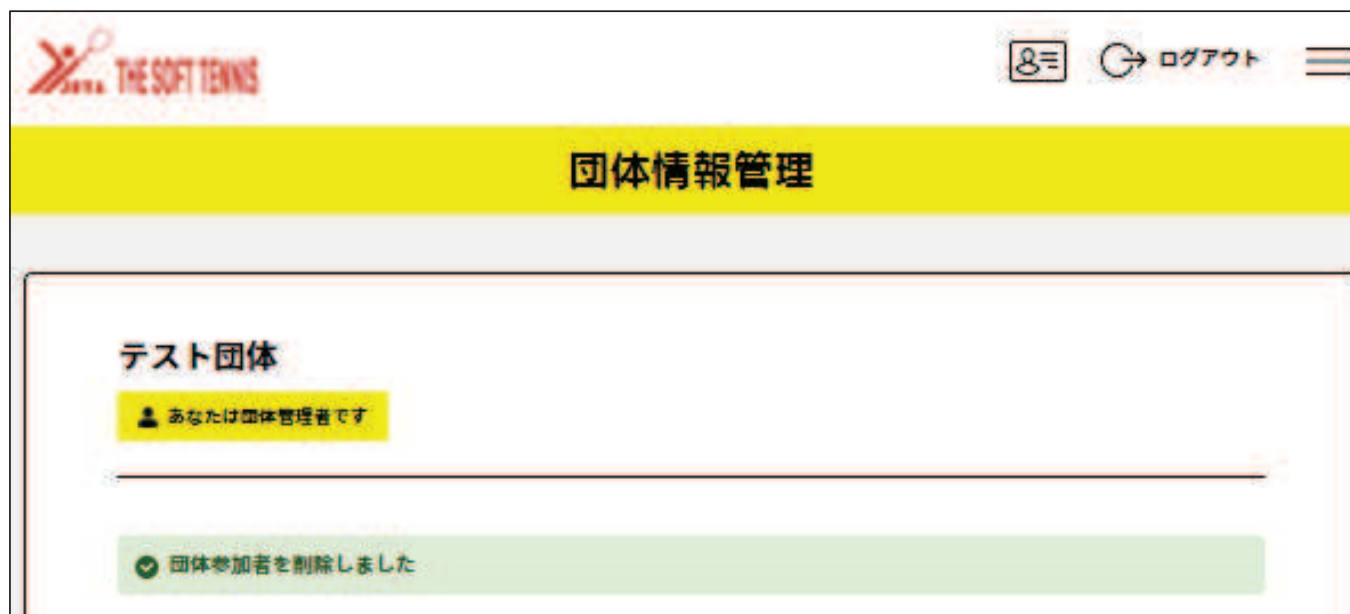 THE SOFT TENNIS
ログアウト
団体情報管理
テスト団体
あなたは団体管理者です
団体参加者を削除しました